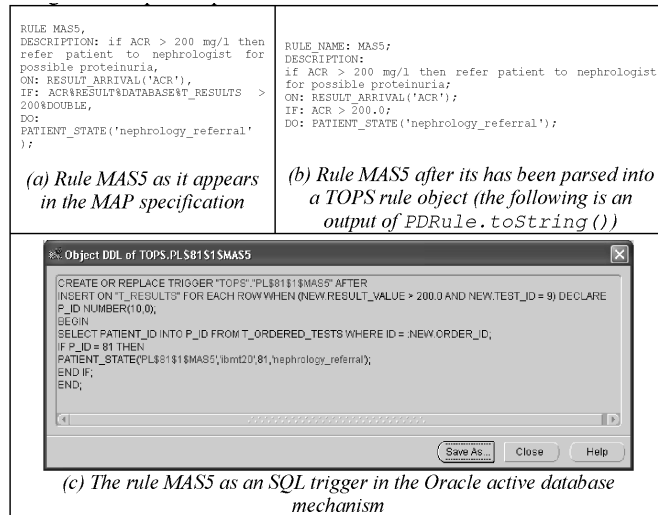 RULE MAS5,
DESCRIPTION: if ACR > 200 mg/l then
refer patient to nephrologist for
possible proteinuria,
ON: RESULT_ARRIVAL('ACR'),
IF: ACR%RESULT%DATABASE%T_RESULTS >
200%DOUBLE,
DO:
PATIENT_STATE('nephrology_referral'
);
(a) Rule MAS5 as it appears
in the MAP specification
RULE_NAME: MAS5;
DESCRIPTION:
if ACR > 200 mg/l then refer patient to nephrologist
for possible proteinuria;
ON: RESULT_ARRIVAL('ACR');
IF: ACR > 200.0;
DO: PATIENT_STATE('nephrology_referral');
(b) Rule MAS5 after its has been parsed into
a TOPS rule object (the following is an
output of PDRule.toString())
Object DDL of TOPS.PL$81$1$MAS5
CREATE OR REPLACE TRIGGER "TOPS"."PL$81$1$MAS5" AFTER
INSERT ON "T_RESULTS" FOR EACH ROW WHEN (NEW.RESULT_VALUE > 200.0 AND NEW.TEST_ID = 9) DECLARE
P_ID NUMBER(10,0);
BEGIN
SELECT PATIENT_ID INTO P_ID FROM T_ORDERED_TESTS WHERE ID = :NEW.ORDER_ID;
IF P_ID = 81 THEN
PATIENT_STATE('PL$81$1$MAS5','ibmt20',81,'nephrology_referral');
END IF;
END;
Save As... Close Help
(c) The rule MAS5 as an SQL trigger in the Oracle active database
mechanism